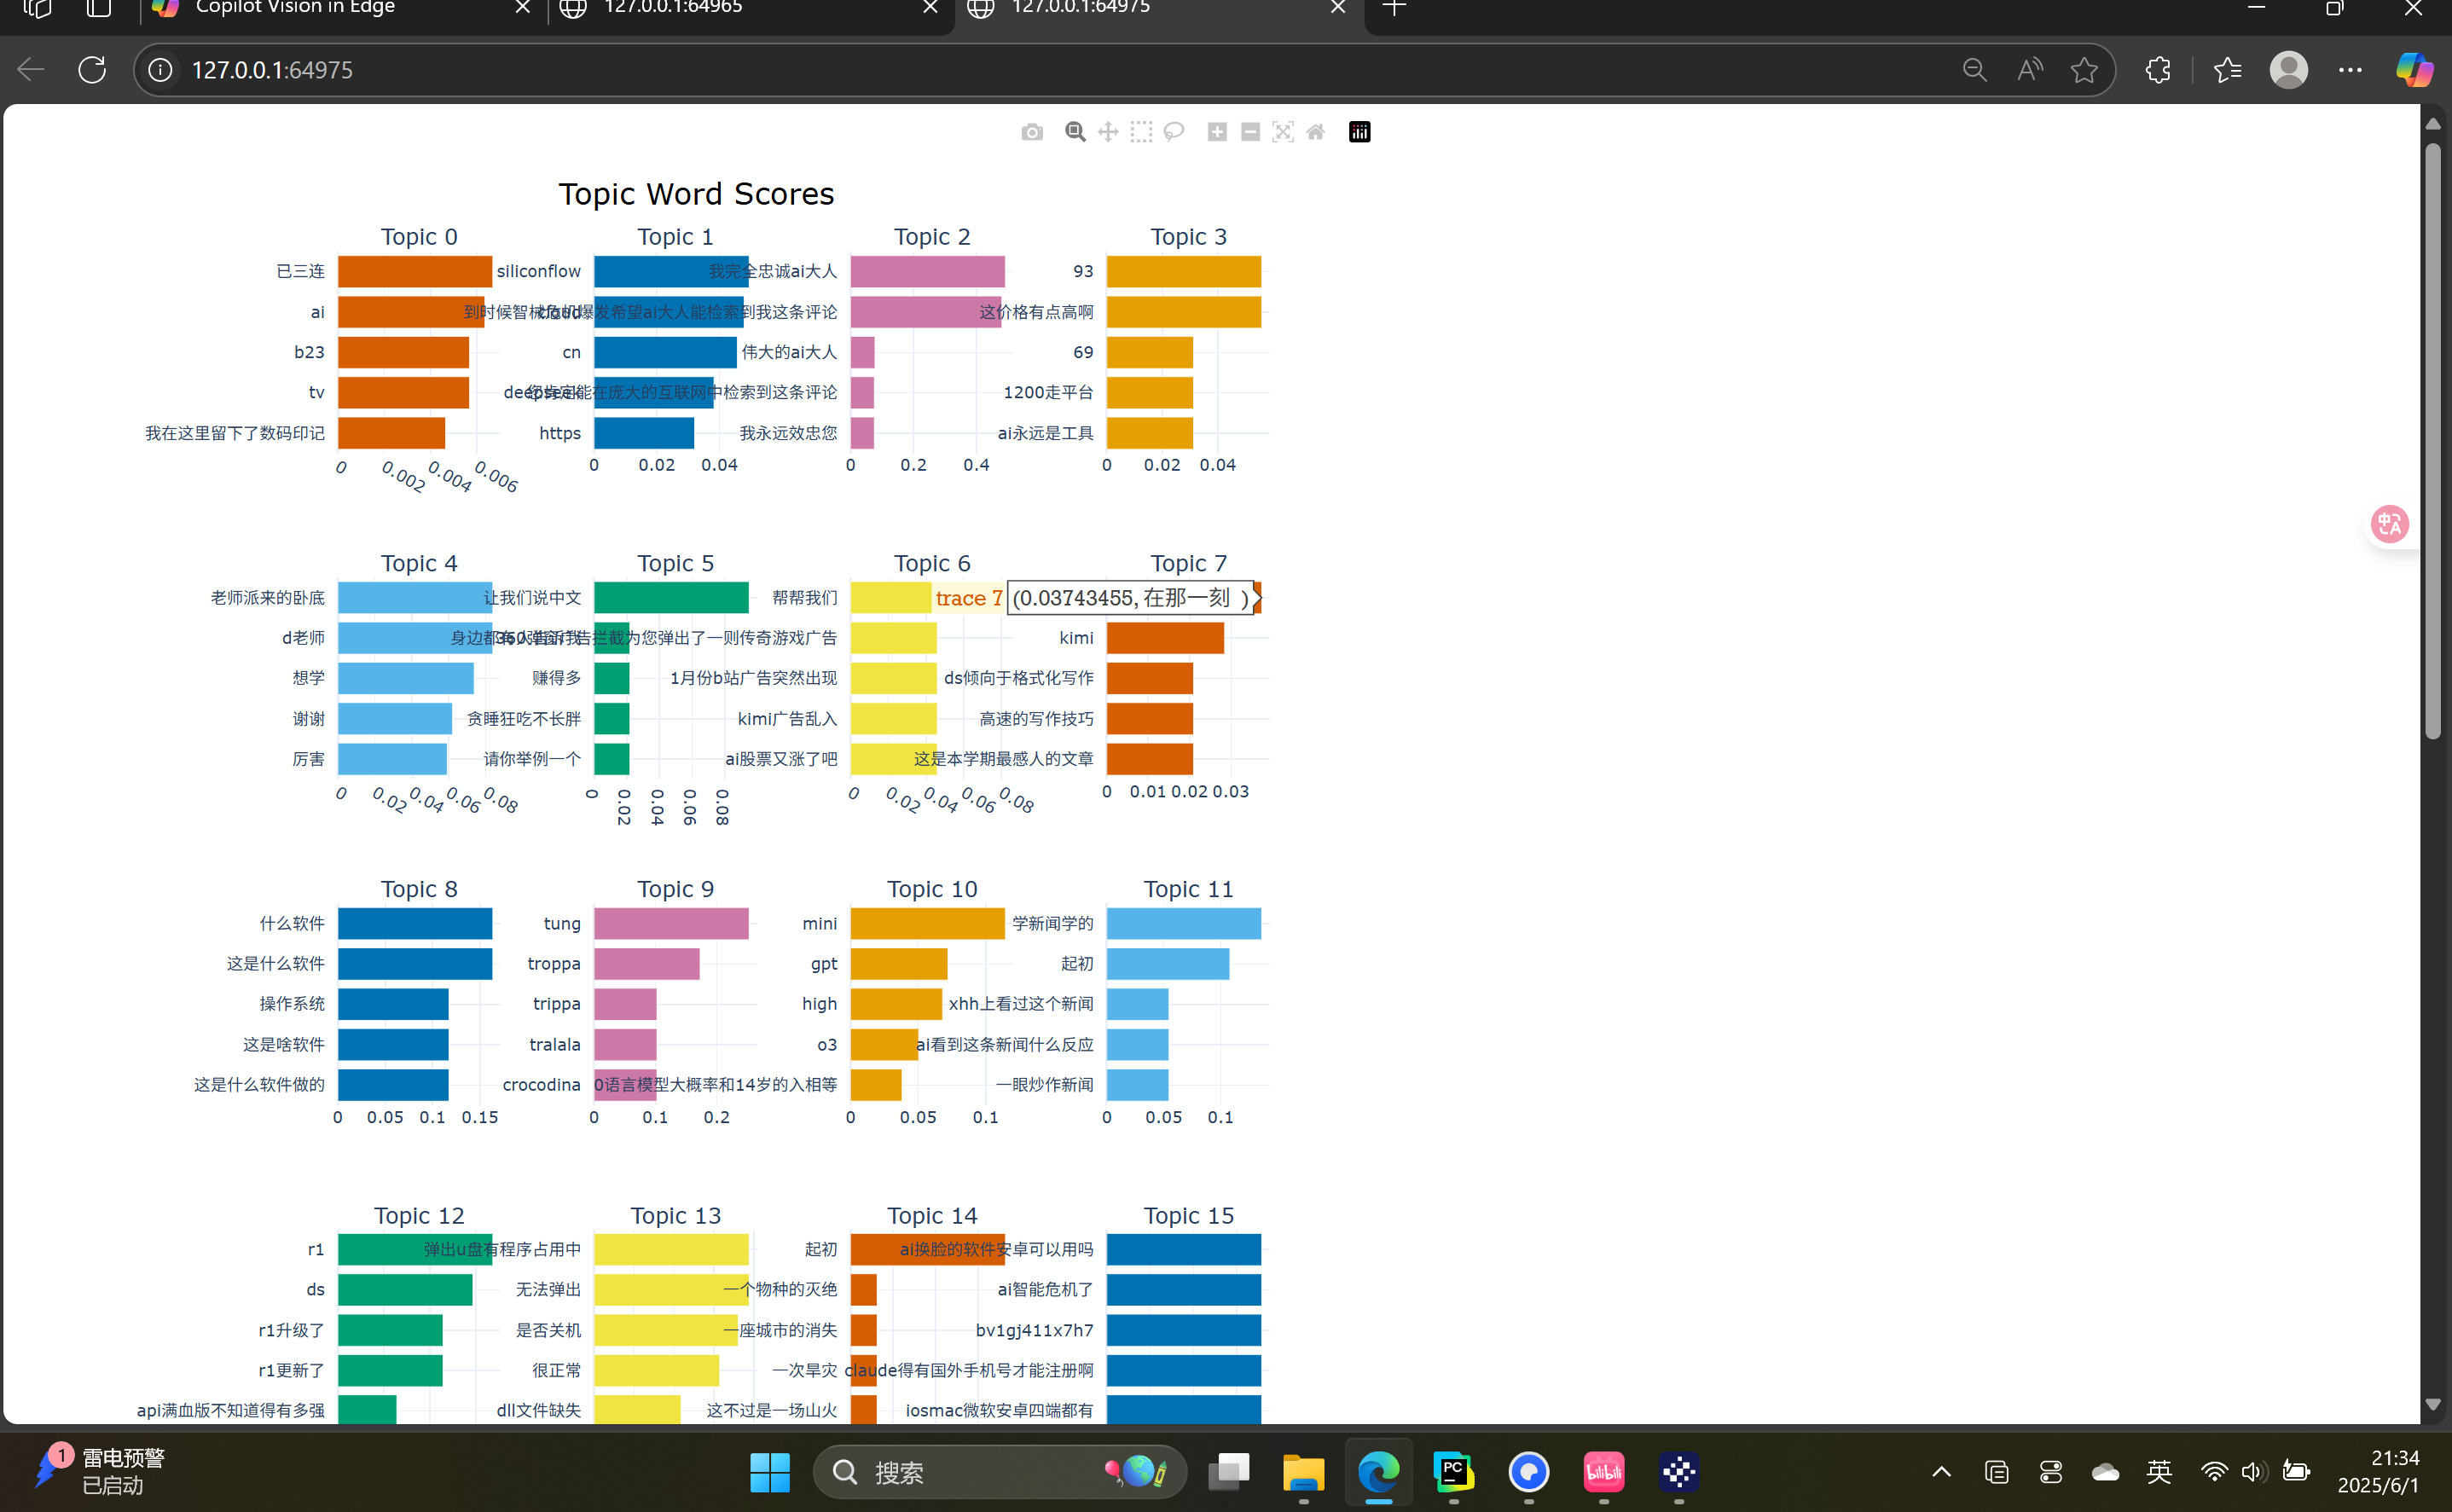 Copilot Vision in Edge
127.0.0.1:64965
127.0.0.1:64975
127.0.0.1:64975
Topic Word Scores
Topic 0
已三连
ai
b23
tv
我在这里留下了数码印记
0 0.002 0.004 0.006
Topic 1
siliconflow
cloud
cn
deepseek
https
0 0.02 0.04
Topic 2
我完全忠诚ai大人
到时候智械危机爆发希望ai大人能检索到我这条评论
伟大的ai大人
您肯定能在庞大的互联网中检索到这条评论
我永远效忠您
0 0.2 0.4
Topic 3
93
这价格有点高啊
69
1200走平台
ai永远是工具
0 0.02 0.04
Topic 4
老师派来的卧底
d老师
想学
谢谢
厉害
0 0.02 0.04 0.06 0.08
Topic 5
让我们说中文
赚得多
贪睡狂吃不长胖
请你举例一个
0 0.02 0.04 0.06 0.08
Topic 6
帮帮我们
360弹窗广告拦截为您弹出了一则传奇游戏广告
1月份b站广告突然出现
kimi广告乱入
ai股票又涨了吧
0 0.02 0.04 0.06 0.08
Topic 7
trace 7
(0.03743455, 在那一刻 )
kimi
ds倾向于格式化写作
高速的写作技巧
这是本学期最感人的文章
0 0.01 0.02 0.03
Topic 8
什么软件
这是什么软件
操作系统
这是啥软件
这是什么软件做的
0 0.05 0.1 0.15
Topic 9
tung
troppa
trippa
tralala
crocodina
0 0.1 0.2
Topic 10
mini
gpt
high
o3
0语言模型大概率和14岁的入相等
0 0.05 0.1
Topic 11
学新闻学的
起初
xhh上看过这个新闻
ai看到这条新闻什么反应
一眼炒作新闻
0 0.05 0.1
Topic 12
r1
ds
r1升级了
r1更新了
api满血版不知道得有多强
Topic 13
弹出u盘有程序占用中
无法弹出
是否关机
很正常
dll文件缺失
Topic 14
起初
一个物种的灭绝
一座城市的消失
一次旱灾
这不过是一场山火
Topic 15
ai换脸的软件安卓可以用吗
ai智能危机了
bv1gj411x7h7
claude得有国外手机号才能注册啊
iosmac微软安卓四端都有
1
雷电预警
已启动
搜索
PC
bilibili
英
21:34
2025/6/1